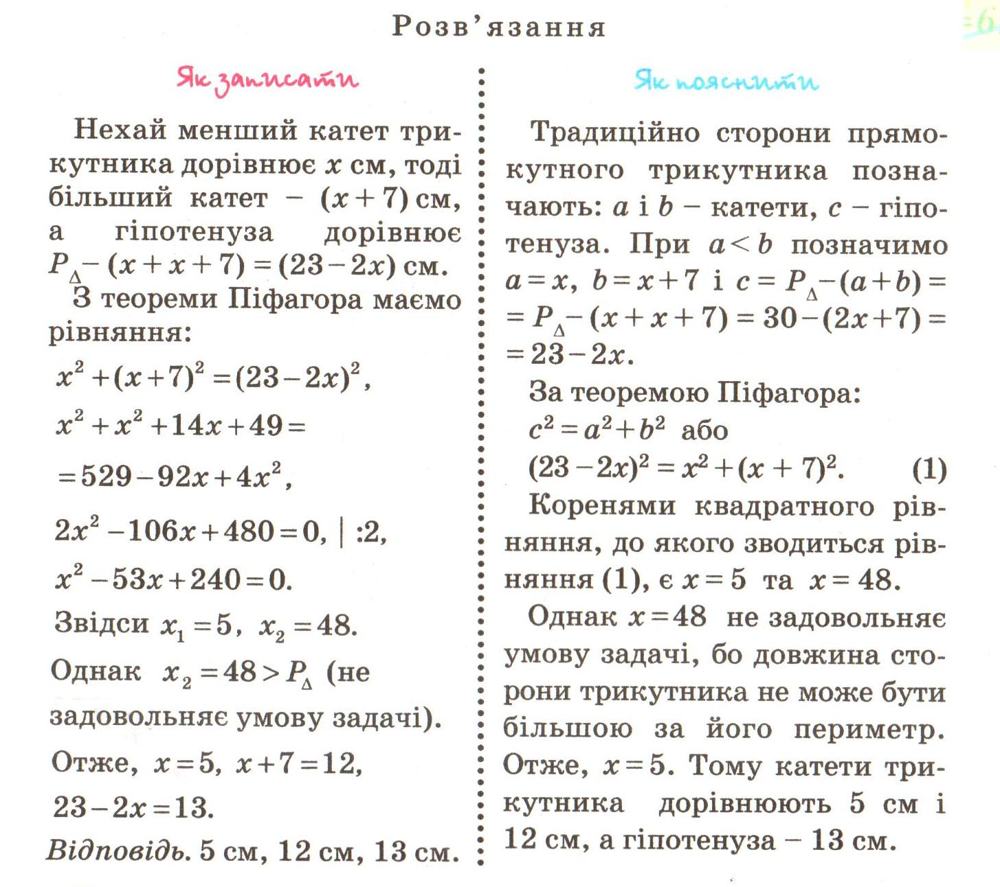 Розв’язання
Як записати
Нехай менший катет три-
кутника дорівнює x см, тоді
більший катет – (x + 7) см,
а гіпотенуза дорівнює
P△ – (x + x + 7) = (23 – 2x) см.
З теореми Піфагора маємо
рівняння:
x² + (x + 7)² = (23 – 2x)²,
x² + x² + 14x + 49 =
= 529 – 92x + 4x²,
2x² – 106x + 480 = 0, | :2,
x² – 53x + 240 = 0.
Звідси x₁ = 5, x₂ = 48.
Однак x₂ = 48 > P△ (не
задовольняє умову задачі).
Отже, x = 5, x + 7 = 12,
23 – 2x = 13.
Відповідь. 5 см, 12 см, 13 см.
Як пояснити
Традиційно сторони прямо-
кутного трикутника позна-
чають: a і b – катети, c – гіпо-
тенуза. При a < b позначимо
a = x, b = x + 7 і c = P△ – (a + b) =
= P△ – (x + x + 7) = 30 – (2x + 7) =
= 23 – 2x.
За теоремою Піфагора:
c² = a² + b² або
(23 – 2x)² = x² + (x + 7)². (1)
Коренями квадратного рів-
няння, до якого зводиться рів-
няння (1), є x = 5 та x = 48.
Однак x = 48 не задовольняє
умову задачі, бо довжина сто-
рони трикутника не може бути
більшою за його периметр.
Отже, x = 5. Тому катети три-
кутника дорівнюють 5 см і
12 см, а гіпотенуза – 13 см.
=6